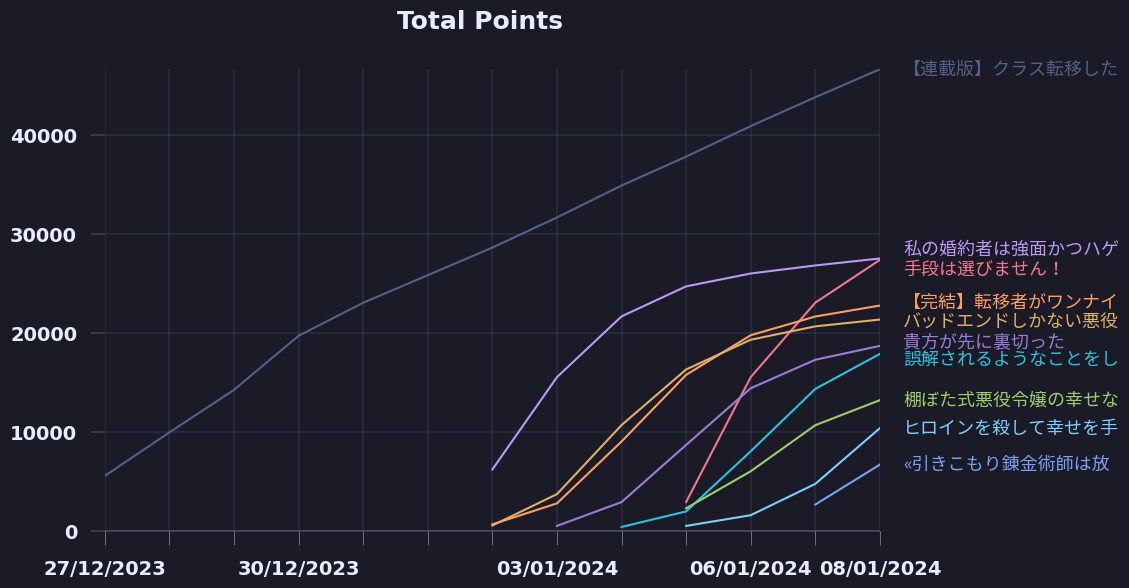 Total Points
【連載版】クラス転移した
40000
30000
私の婚約者は強面かつハゲ
手段は選びません！
【完結】転移者がワンナイ
バッドエンドしかない悪役
20000
貴方が先に裏切った
誤解されるようなことをし
棚ぼた式悪役令嬢の幸せな
10000
ヒロインを殺して幸せを手
«引きこもり錬金術師は放
0
27/12/2023
30/12/2023
03/01/2024
06/01/2024
08/01/2024